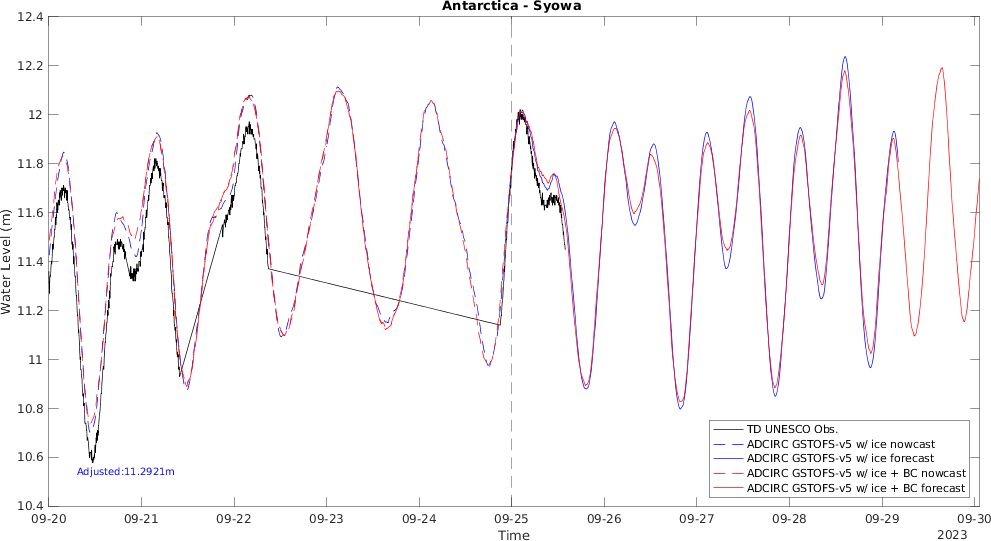 Antarctica - Syowa
12.4
12.2
12
11.8
11.6
11.4
11.2
11
10.8
10.6
10.4
Water Level (m)
Adjusted:11.2921m
TD UNESCO Obs.
ADCIRC GSTOFS-v5 w/ ice nowcast
ADCIRC GSTOFS-v5 w/ ice forecast
ADCIRC GSTOFS-v5 w/ ice + BC nowcast
ADCIRC GSTOFS-v5 w/ ice + BC forecast
09-20 09-21 09-22 09-23 09-24 09-25 09-26 09-27 09-28 09-29 09-30
Time
2023